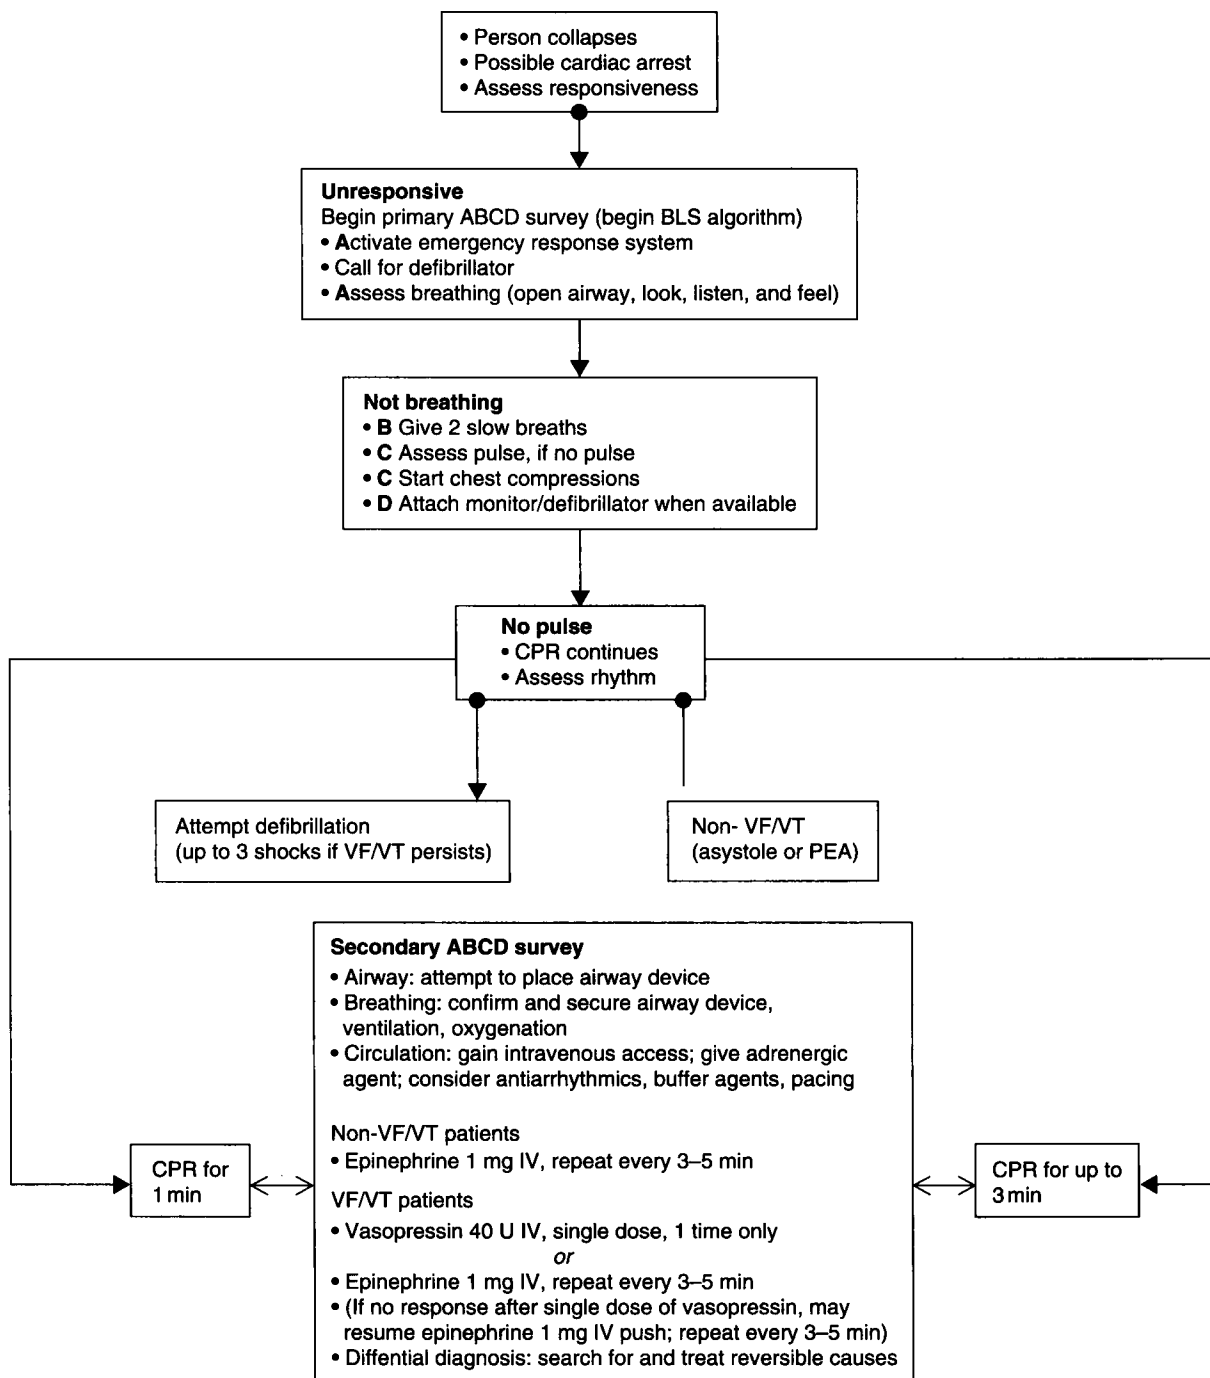 • Person collapses
• Possible cardiac arrest
• Assess responsiveness
Unresponsive
Begin primary ABCD survey (begin BLS algorithm)
• Activate emergency response system
• Call for defibrillator
• Assess breathing (open airway, look, listen, and feel)
Not breathing
• B Give 2 slow breaths
• C Assess pulse, if no pulse
• C Start chest compressions
• D Attach monitor/defibrillator when available
No pulse
• CPR continues
• Assess rhythm
Attempt defibrillation
(up to 3 shocks if VF/VT persists)
Non- VF/VT
(asystole or PEA)
Secondary ABCD survey
• Airway: attempt to place airway device
• Breathing: confirm and secure airway device,
ventilation, oxygenation
• Circulation: gain intravenous access; give adrenergic
agent; consider antiarrhythmics, buffer agents, pacing
Non-VF/VT patients
• Epinephrine 1 mg IV, repeat every 3–5 min
VF/VT patients
• Vasopressin 40 U IV, single dose, 1 time only
or
• Epinephrine 1 mg IV, repeat every 3–5 min
• (If no response after single dose of vasopressin, may
resume epinephrine 1 mg IV push; repeat every 3–5 min)
• Diffential diagnosis: search for and treat reversible causes
CPR for
1 min
CPR for up to
3 min